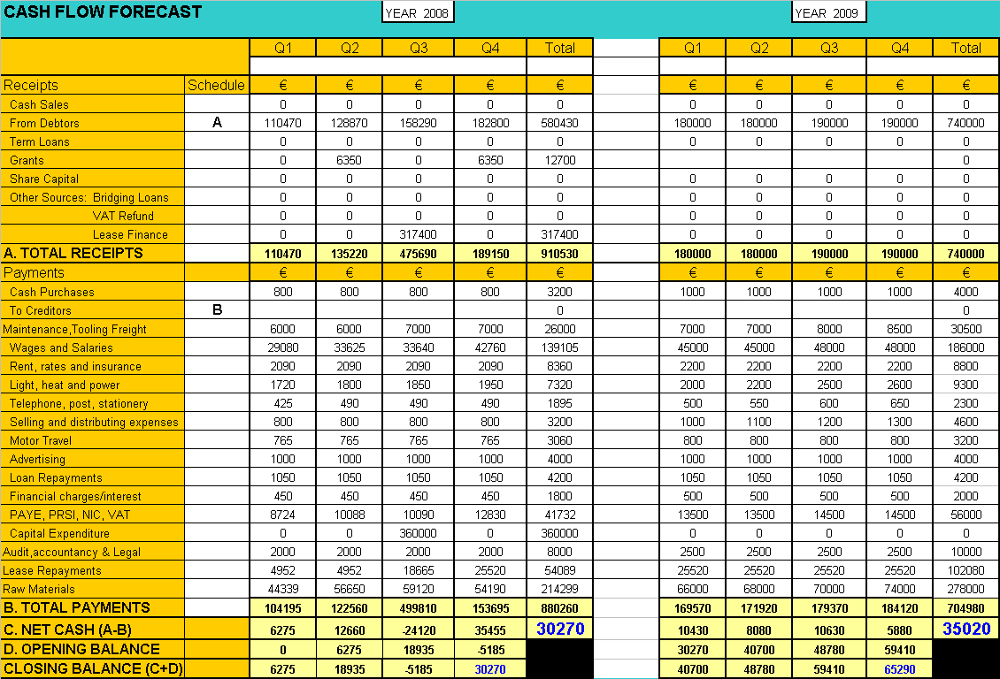 CASH FLOW FORECAST YEAR 2008 YEAR 2009
Q1 Q2 Q3 Q4 Total Q1 Q2 Q3 Q4 Total
Receipts Schedule € € € € € € € € € €
Cash Sales 0 0 0 0 0 0 0 0 0 0
From Debtors A 110470 128870 158290 182800 580430 180000 180000 190000 190000 740000
Term Loans 0 0 0 0 0 0 0 0 0 0
Grants 0 6350 0 6350 12700 0
Share Capital 0 0 0 0 0 0 0 0 0 0
Other Sources: Bridging Loans 0 0 0 0 0 0 0 0 0 0
VAT Refund 0 0 0 0 0 0 0 0 0 0
Lease Finance 0 0 317400 0 317400 0 0 0 0 0
A. TOTAL RECEIPTS 110470 135220 475690 189150 910530 180000 180000 190000 190000 740000
Payments € € € € € € € € € €
Cash Purchases 800 800 800 800 3200 1000 1000 1000 1000 4000
To Creditors B 0 0
Maintenance,Tooling Freight 6000 6000 7000 7000 26000 7000 7000 8000 8500 30500
Wages and Salaries 29080 33625 33640 42760 139105 45000 45000 48000 48000 186000
Rent, rates and insurance 2090 2090 2090 2090 8360 2200 2200 2200 2200 8800
Light, heat and power 1720 1800 1850 1950 7320 2000 2200 2500 2600 9300
Telephone, post, stationery 425 490 490 490 1895 500 550 600 650 2300
Selling and distributing expenses 800 800 800 800 3200 1000 1100 1200 1300 4600
Motor Travel 765 765 765 765 3060 800 800 800 800 3200
Advertising 1000 1000 1000 1000 4000 1000 1000 1000 1000 4000
Loan Repayments 1050 1050 1050 1050 4200 1050 1050 1050 1050 4200
Financial charges/interest 450 450 450 450 1800 500 500 500 500 2000
PAYE, PRSI, NIC, VAT 8724 10088 10090 12830 41732 13500 13500 14500 14500 56000
Capital Expenditure 0 0 360000 0 360000 0 0 0 0 0
Audit,accountancy & Legal 2000 2000 2000 2000 8000 2500 2500 2500 2500 10000
Lease Repayments 4952 4952 18665 25520 54089 25520 25520 25520 25520 102080
Raw Materials 44339 56650 59120 54190 214299 66000 68000 70000 74000 278000
B. TOTAL PAYMENTS 104195 122560 499810 153695 880260 169570 171920 179370 184120 704980
C. NET CASH (A-B) 6275 12660 -24120 35455 30270 10430 8080 10630 5880 35020
D. OPENING BALANCE 0 6275 18935 -5185 30270 40700 48780 59410
CLOSING BALANCE (C+D) 6275 18935 -5185 30270 40700 48780 59410 65290